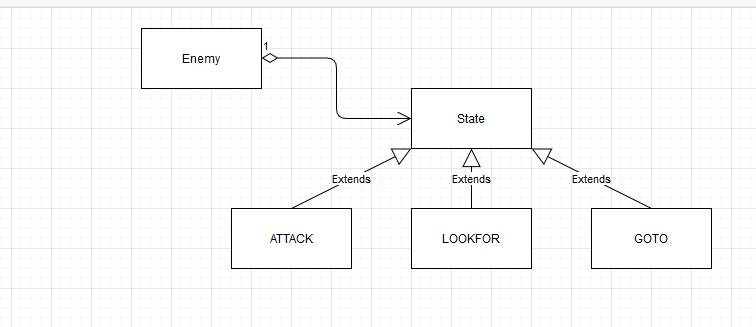 Enemy
1
State
Extends
Extends
Extends
ATTACK
LOOKFOR
GOTO